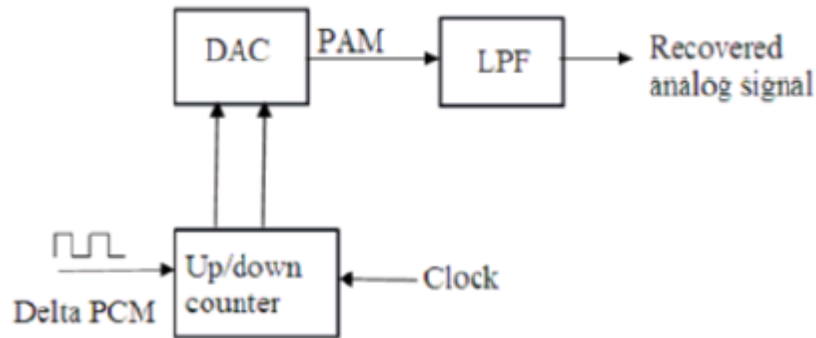 DAC
PAM
LPF
Recovered
analog signal
Delta PCM
Up/down
counter
Clock